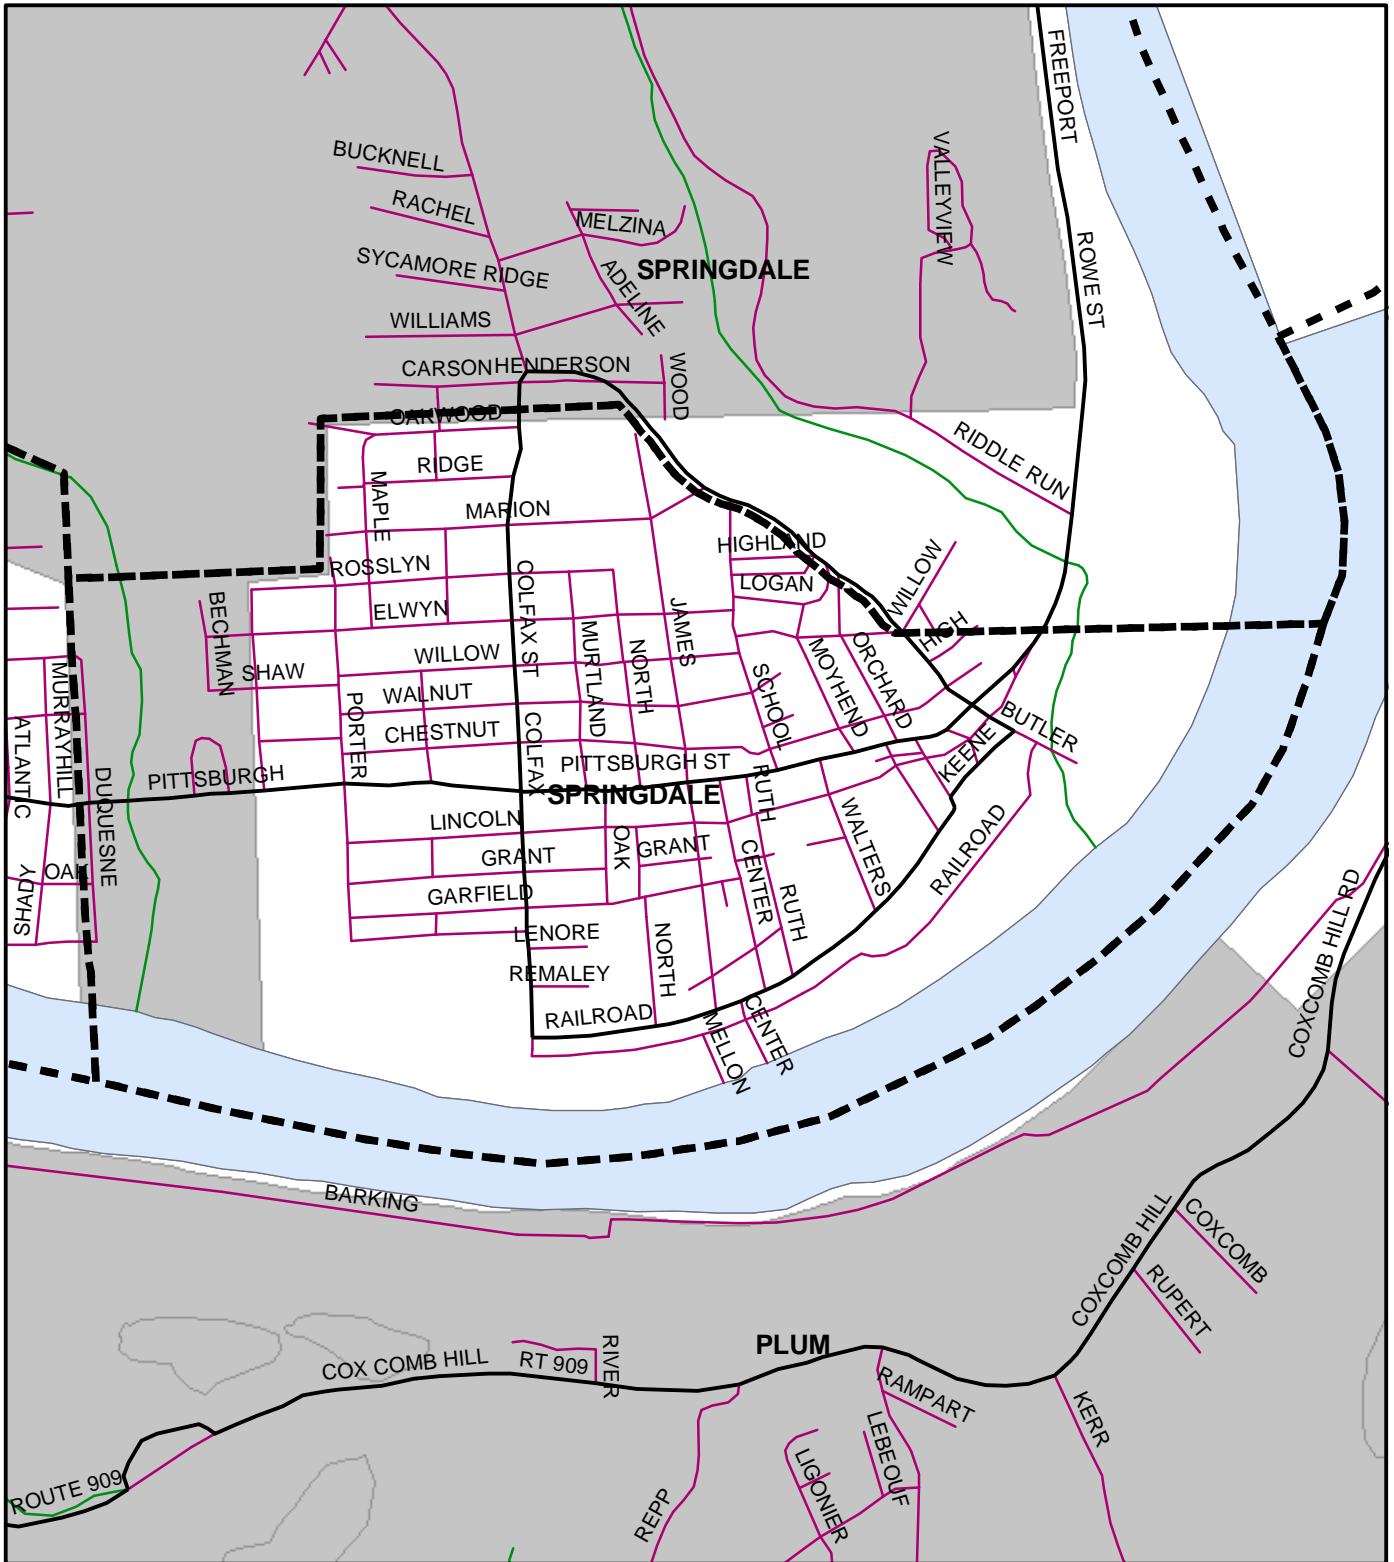 FREEPORT
BUCKNELL
VALLEYVIEW
RACHEL
MELZINA
SYCAMORE RIDGE
ADELINE
SPRINGDALE
ROWE ST
WILLIAMS
CARSON
HENDERSON
WOOD
OAKWOOD
RIDDLE RUN
RIDGE
MAPLE
MARION
HIGHLAND
ROSSLYN
COLFAX ST
LOGAN
WILLOW
BECHMAN
ELWYN
MURTLAND
NORTH
JAMES
HIGH
MURRAYHILL
SHAW
WILLOW
SCHOOL
MOYHEND
ORCHARD
WALNUT
PORTER
CHESTNUT
COLFAX
BUTLER
ATLANTIC
PITTSBURGH
PITTSBURGH ST
KEENE
DUQUESNE
SPRINGDALE
RUTH
LINCOLN
WALTERS
RAILROAD
OAK
GRANT
OAK
GRANT
CENTER
SHADY
GARFIELD
RUTH
COXCOMB HILL RD
LENORE
NORTH
REMALEY
RAILROAD
MELLON
CENTER
BARKING
COXCOMB HILL
COXCOMB
RUPERT
PLUM
COX COMB HILL
RT 909
RIVER
RAMPART
KERR
LEBEOUF
LIGONIER
ROUTE 909
REPP